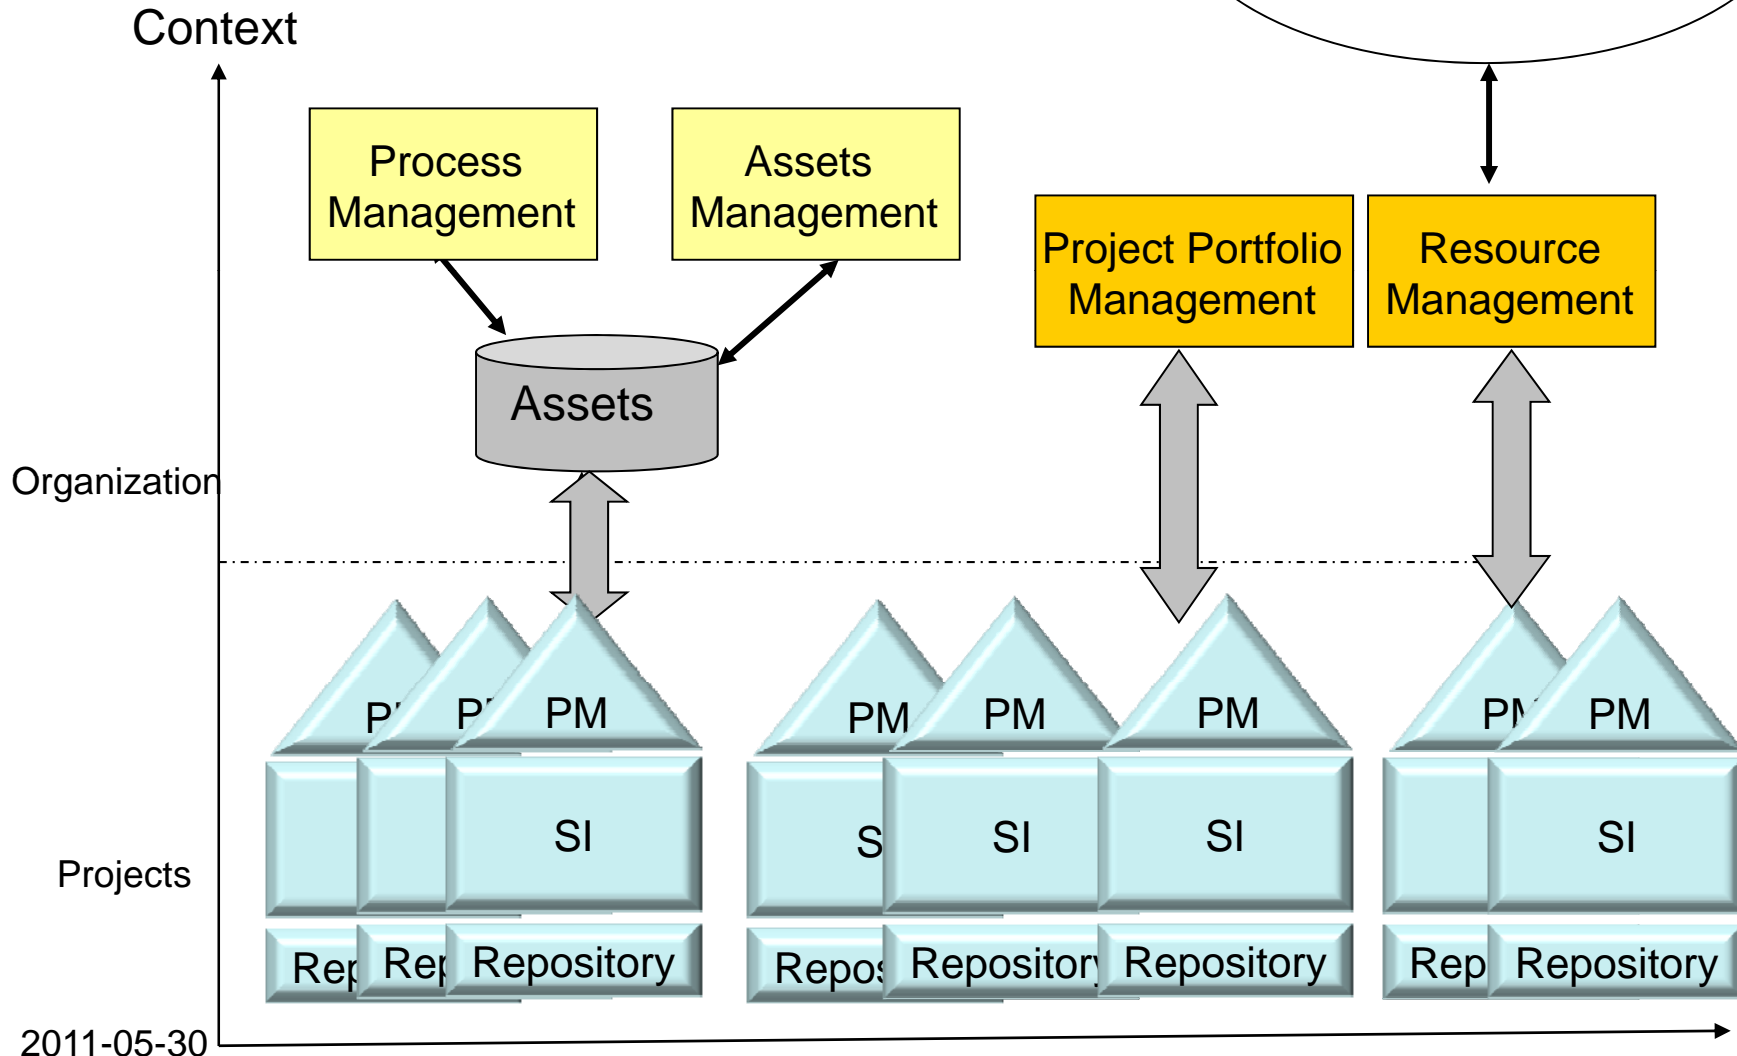 Context
Process
Management
Assets
Management
Project Portfolio
Management
Resource
Management
Assets
Organization
PM
PM
PM
PM
PM
PM
SI
SI
SI
SI
Projects
Repository
Repository
Repository
Repository
2011-05-30